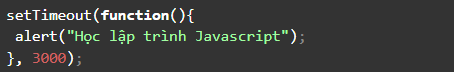 setTimeout(function(){
 alert("Học lập trình Javascript");
}, 3000);